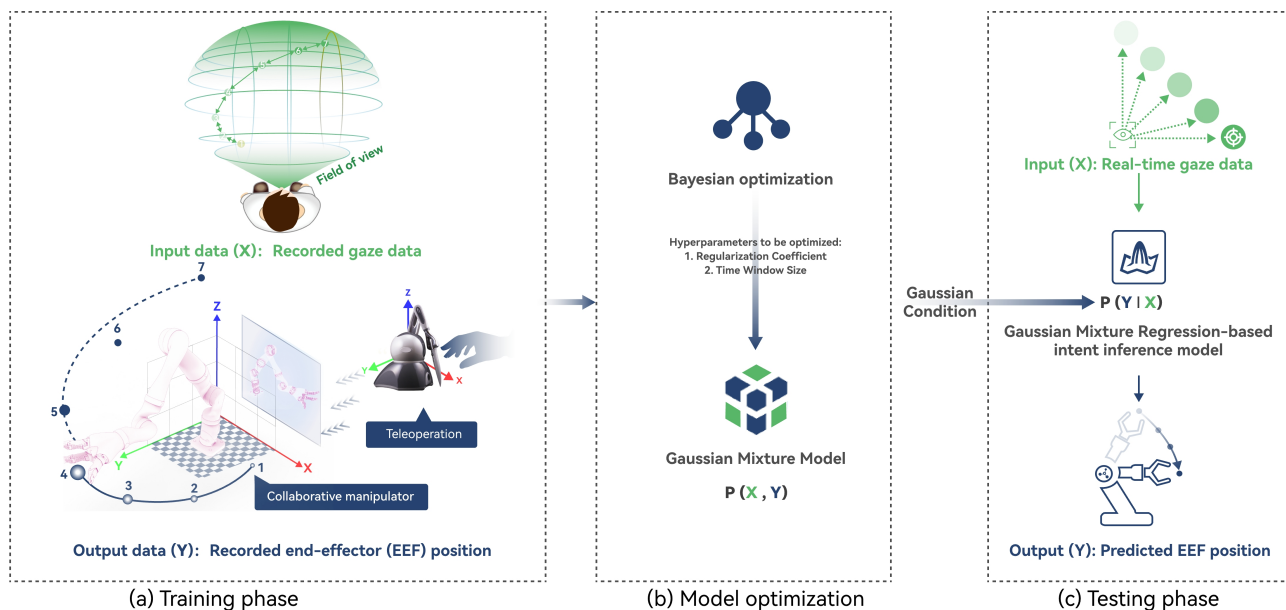 7
6
5
Field of view
Input data (X): Recorded gaze data
7
6
5
4
3
2
1
Z
Y
X
Z
Y
X
Teleoperation
Collaborative manipulator
Output data (Y): Recorded end-effector (EEF) position
(a) Training phase
Bayesian optimization
Hyperparameters to be optimized:
1. Regularization Coefficient
2. Time Window Size
Gaussian Mixture Model
P (X , Y)
(b) Model optimization
Gaussian
Condition
Input (X): Real-time gaze data
P (Y | X)
Gaussian Mixture Regression-based
intent inference model
Output (Y): Predicted EEF position
(c) Testing phase